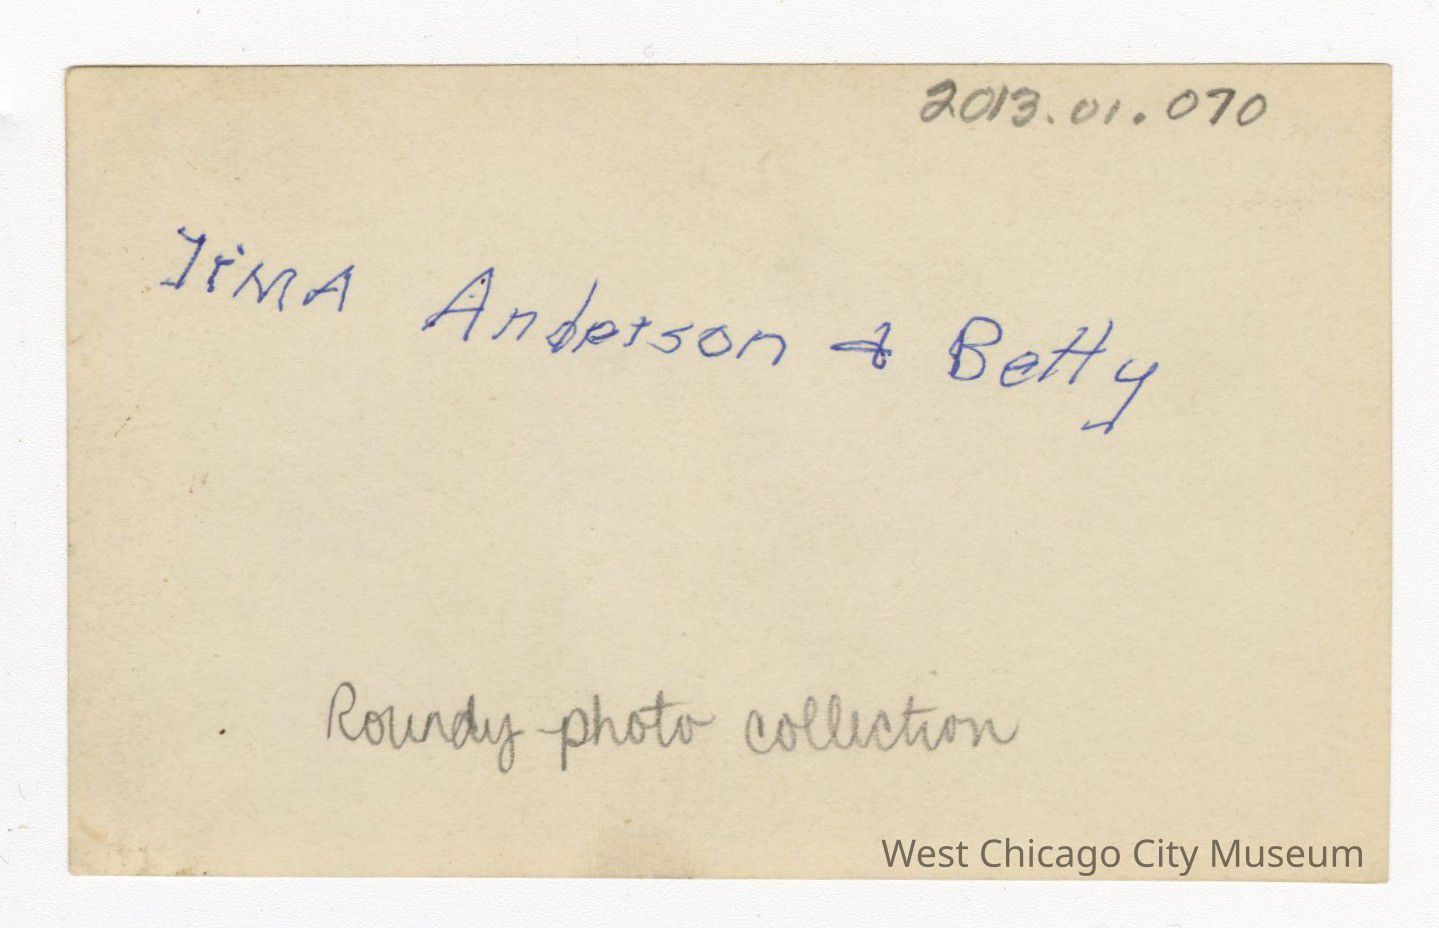 2013.01.070
Irma Anderson & Betty
Roundy photo collection
West Chicago City Museum